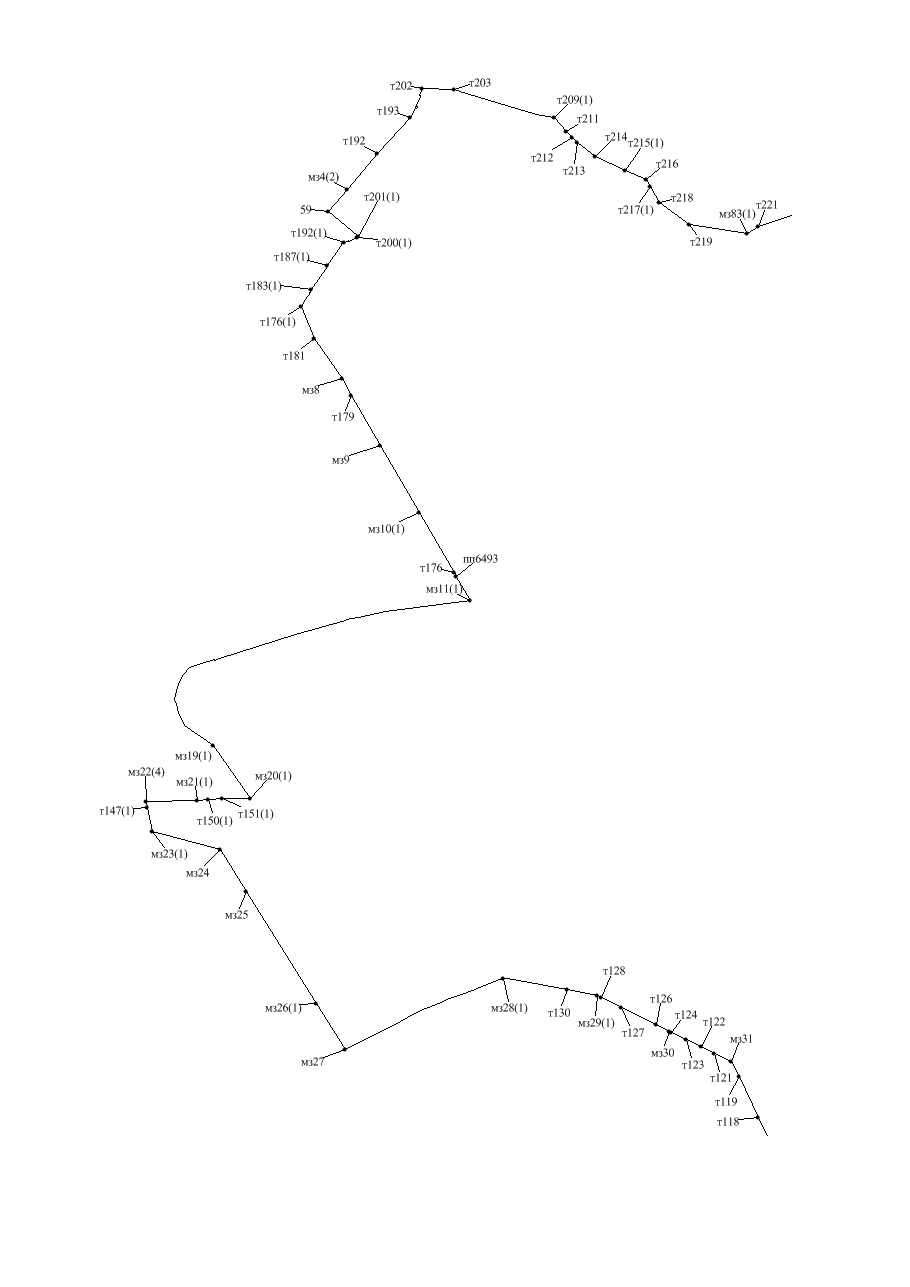 т202
т203
т209(1)
т193
т211
т214
т192
т212
т215(1)
т213
т216
мз4(2)
т201(1)
т218
59
т217(1)
т221
мз83(1)
т192(1)
т200(1)
т219
т187(1)
т183(1)
т176(1)
т181
мз8
т179
мз9
мз10(1)
пп6493
т176
мз11(1)
мз19(1)
мз22(4)
мз20(1)
мз21(1)
т147(1)
т150(1)
т151(1)
мз23(1)
мз24
мз25
т128
мз26(1)
мз28(1)
т126
т130
т124
т122
мз29(1)
т127
мз31
мз30
мз27
т123
т121
т119
т118